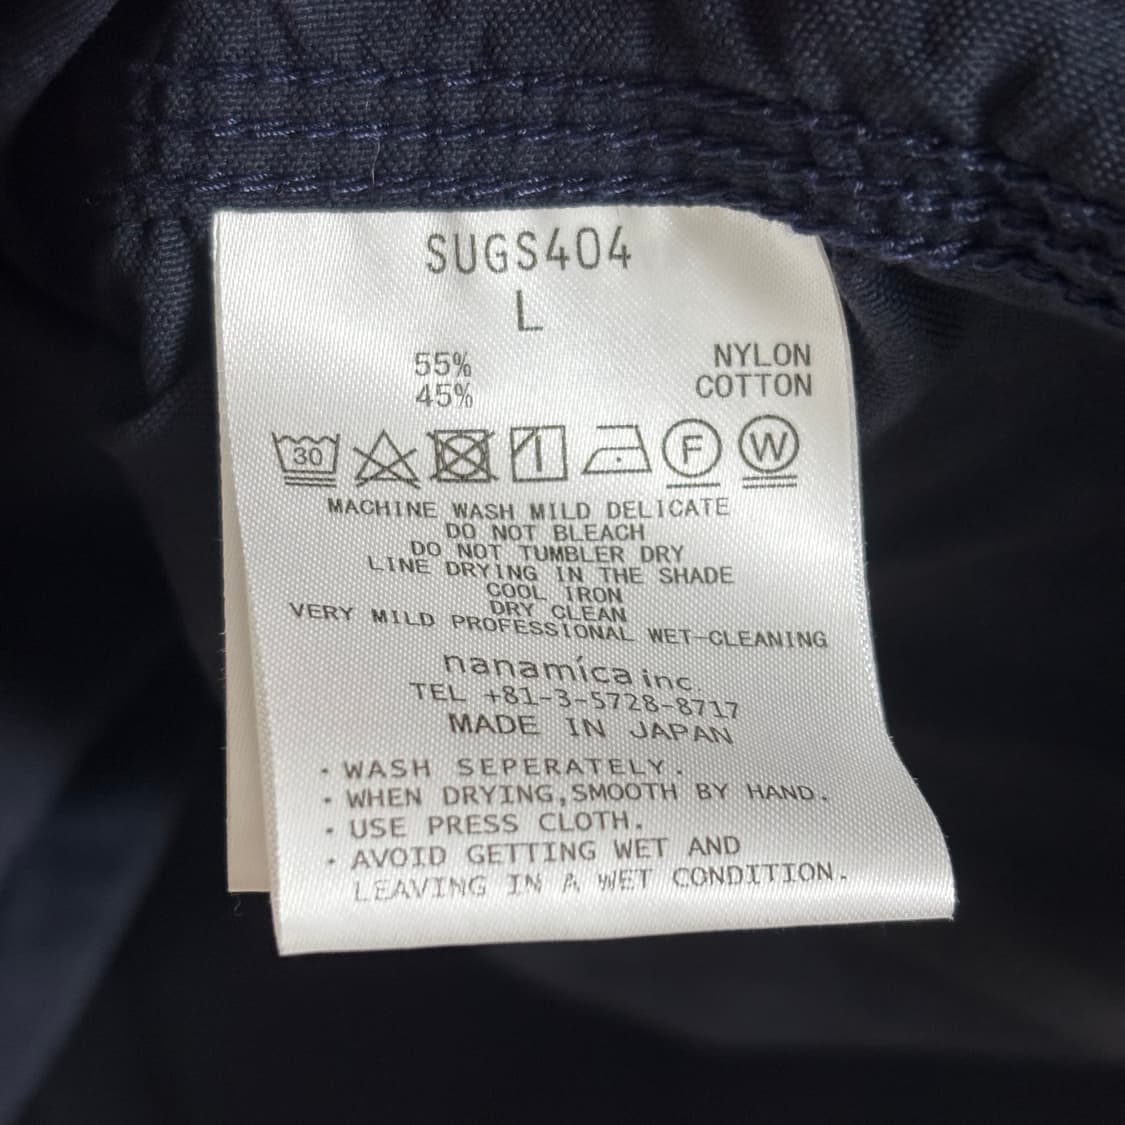 SUGS404
L
55% NYLON
45% COTTON
30 F W
MACHINE WASH MILD DELICATE
DO NOT BLEACH
DO NOT TUMBLER DRY
LINE DRYING IN THE SHADE
COOL IRON
DRY CLEAN
VERY MILD PROFESSIONAL WET-CLEANING
nanamíca inc.
TEL +81-3-5728-8717
MADE IN JAPAN
・WASH SEPERATELY.
・WHEN DRYING,SMOOTH BY HAND.
・USE PRESS CLOTH.
・AVOID GETTING WET AND
LEAVING IN A WET CONDITION.